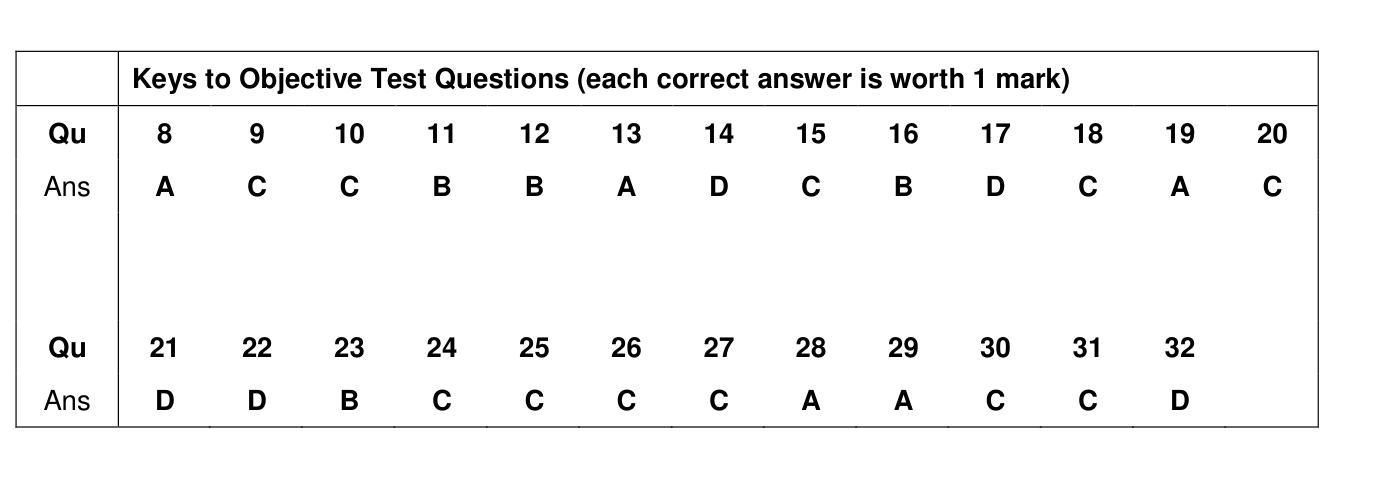 Keys to Objective Test Questions (each correct answer is worth 1 mark)
Qu 8 9 10 11 12 13 14 15 16 17 18 19 20
Ans A C C B B A D C B D C A C
Qu 21 22 23 24 25 26 27 28 29 30 31 32
Ans D D B C C C C A A C C D